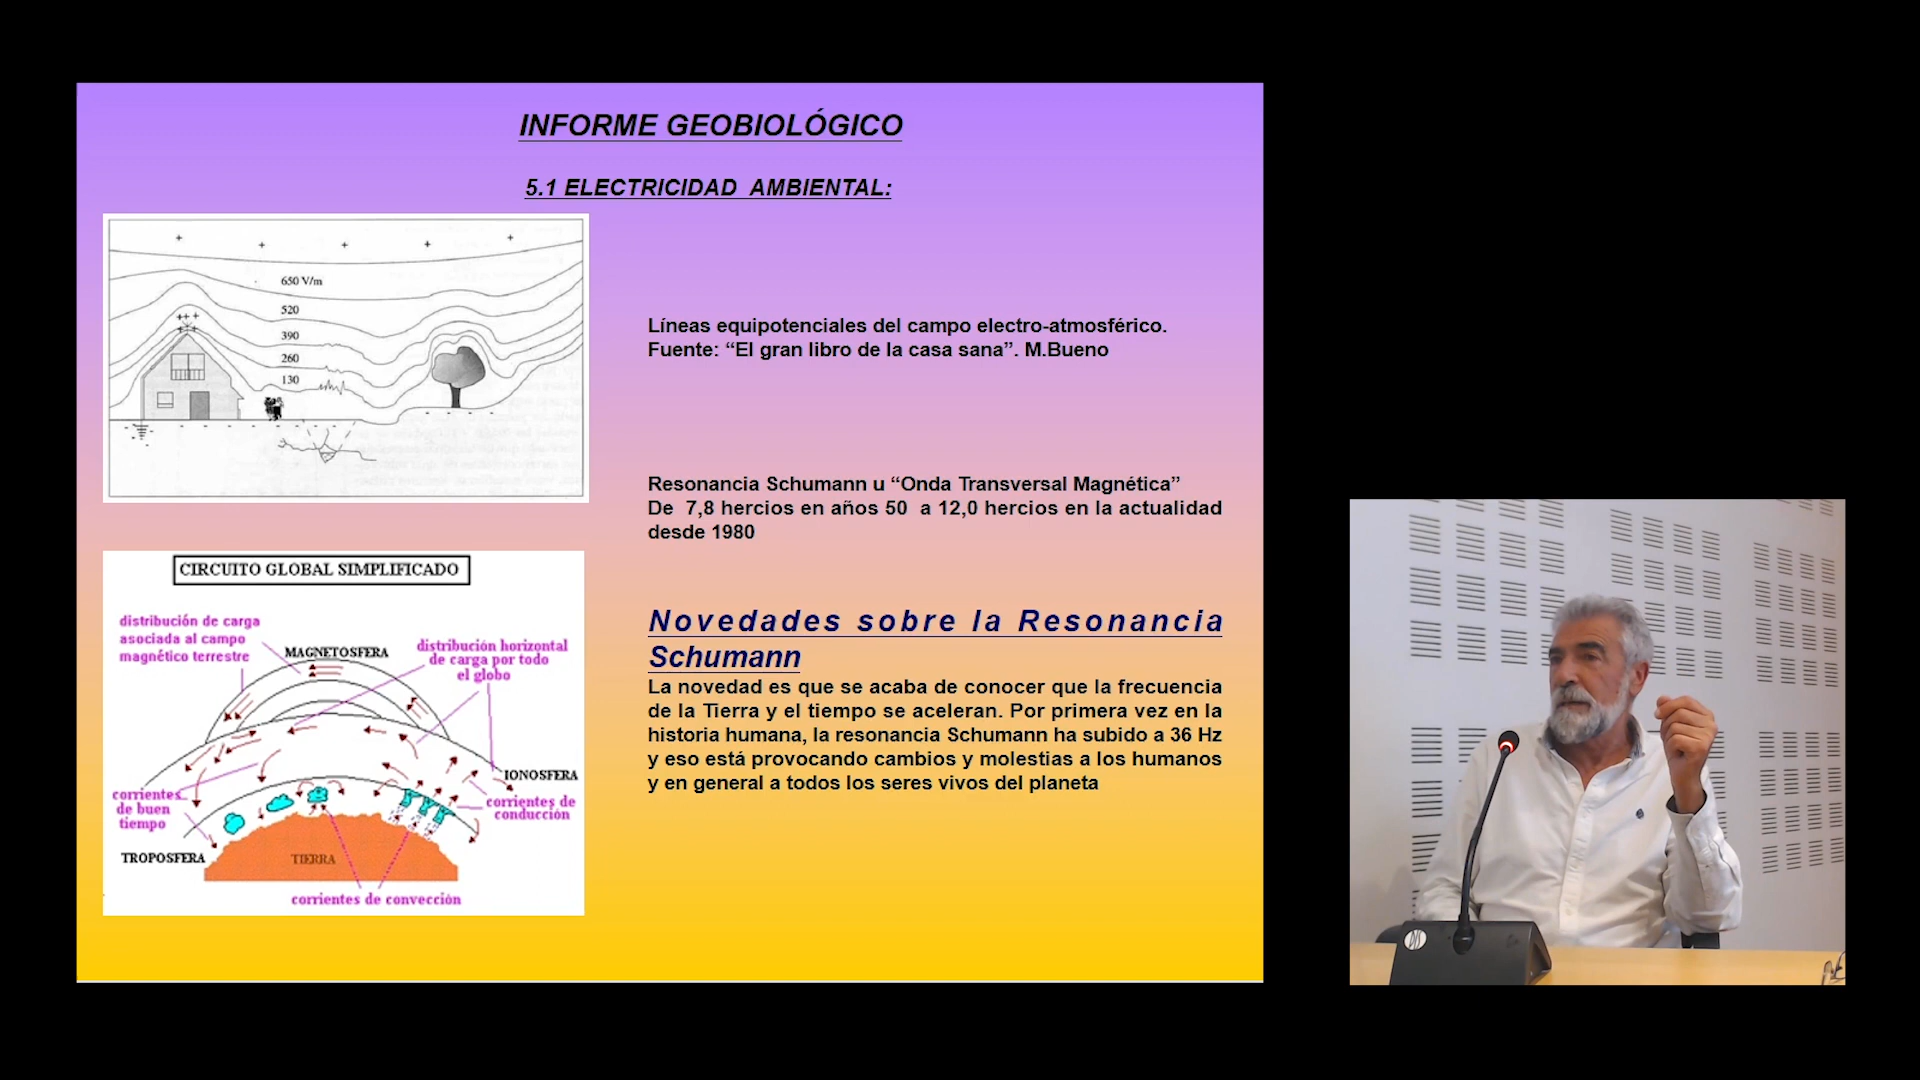 INFORME GEOBIOLÓGICO
5.1 ELECTRICIDAD AMBIENTAL:
650 V/m
520
390
260
130
Líneas equipotenciales del campo electro-atmosférico.
Fuente: “El gran libro de la casa sana”. M.Bueno
Resonancia Schumann u “Onda Transversal Magnética”
De 7,8 hercios en años 50 a 12,0 hercios en la actualidad
desde 1980
CIRCUITO GLOBAL SIMPLIFICADO
distribución de carga
asociada al campo
magnético terrestre
MAGNETOSFERA
distribución horizontal
de carga por todo
el globo
IONOSFERA
corrientes
de buen
tiempo
corrientes de
conducción
TROPOSFERA
TIERRA
corrientes de convección
Novedades sobre la Resonancia
Schumann
La novedad es que se acaba de conocer que la frecuencia
de la Tierra y el tiempo se aceleran. Por primera vez en la
historia humana, la resonancia Schumann ha subido a 36 Hz
y eso está provocando cambios y molestias a los humanos
y en general a todos los seres vivos del planeta